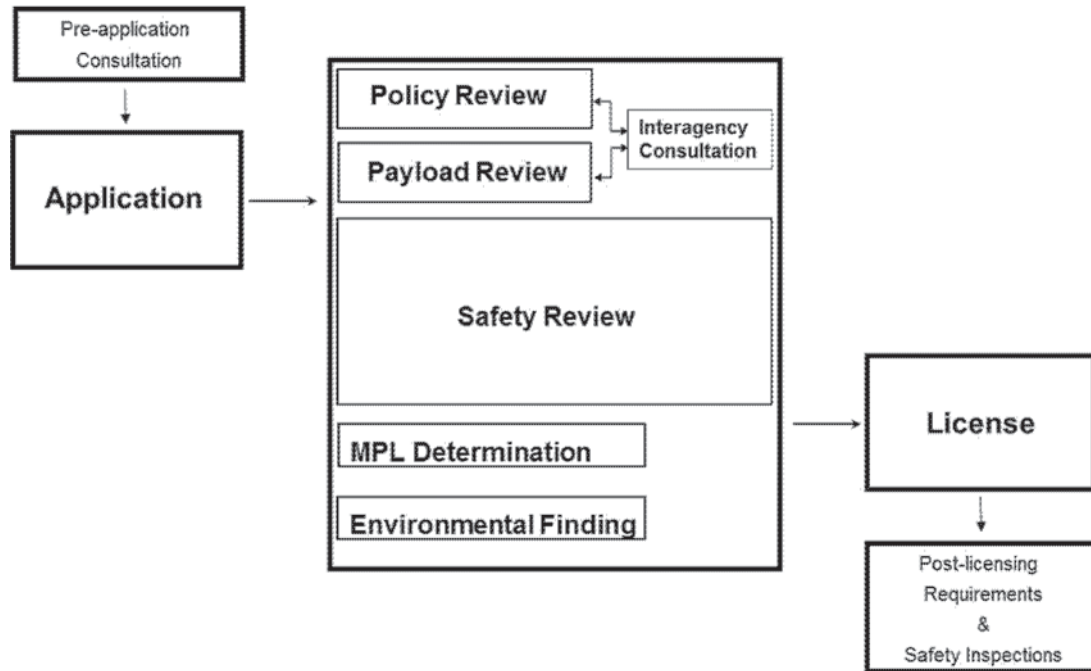 Pre-application
Consultation
Application
Policy Review
Interagency
Consultation
Payload Review
Safety Review
MPL Determination
Environmental Finding
License
Post-licensing
Requirements
&
Safety Inspections